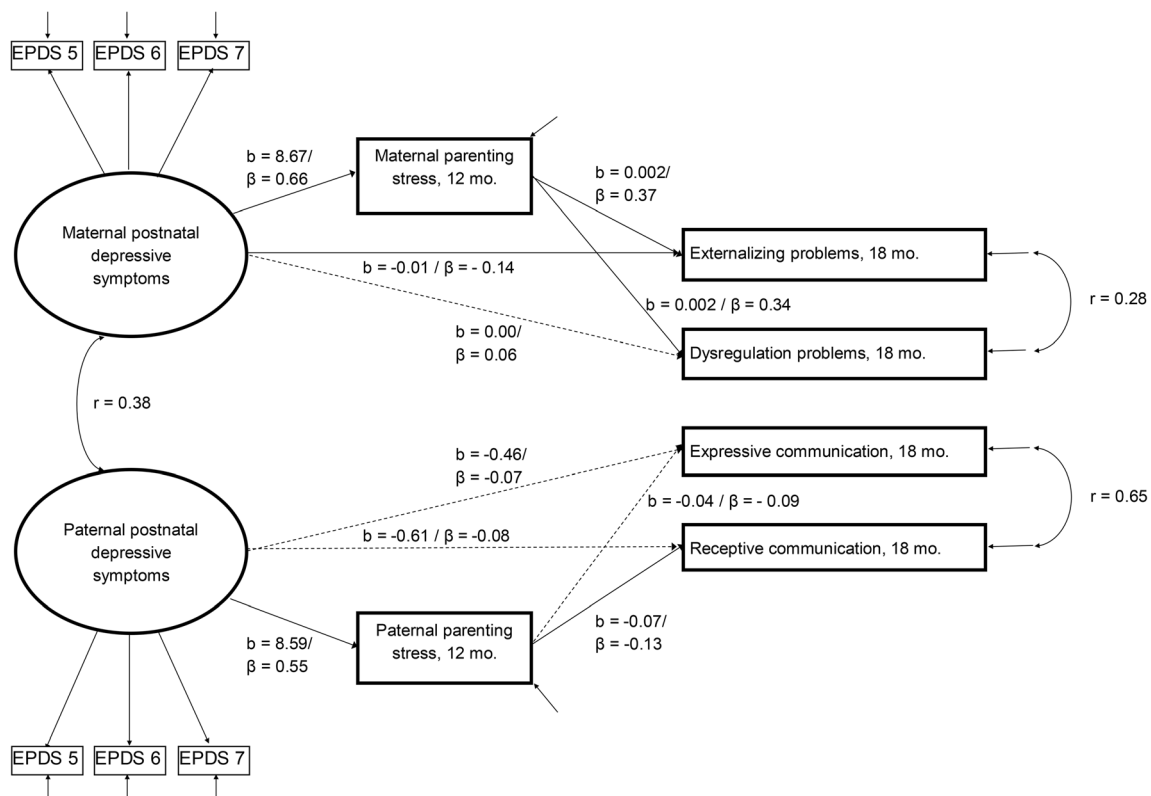 EPDS 5
EPDS 6
EPDS 7
b = 8.67/
β = 0.66
Maternal parenting
stress, 12 mo.
b = 0.002/
β = 0.37
Maternal postnatal
depressive
symptoms
Externalizing problems, 18 mo.
b = -0.01 / β = - 0.14
b = 0.002 / β = 0.34
r = 0.28
b = 0.00/
β = 0.06
Dysregulation problems, 18 mo.
r = 0.38
b = -0.46/
β = -0.07
Expressive communication, 18 mo.
b = -0.04 / β = - 0.09
r = 0.65
Paternal postnatal
depressive
symptoms
b = -0.61 / β = -0.08
Receptive communication, 18 mo.
b = 8.59/
β = 0.55
Paternal parenting
stress, 12 mo.
b = -0.07/
β = -0.13
EPDS 5
EPDS 6
EPDS 7